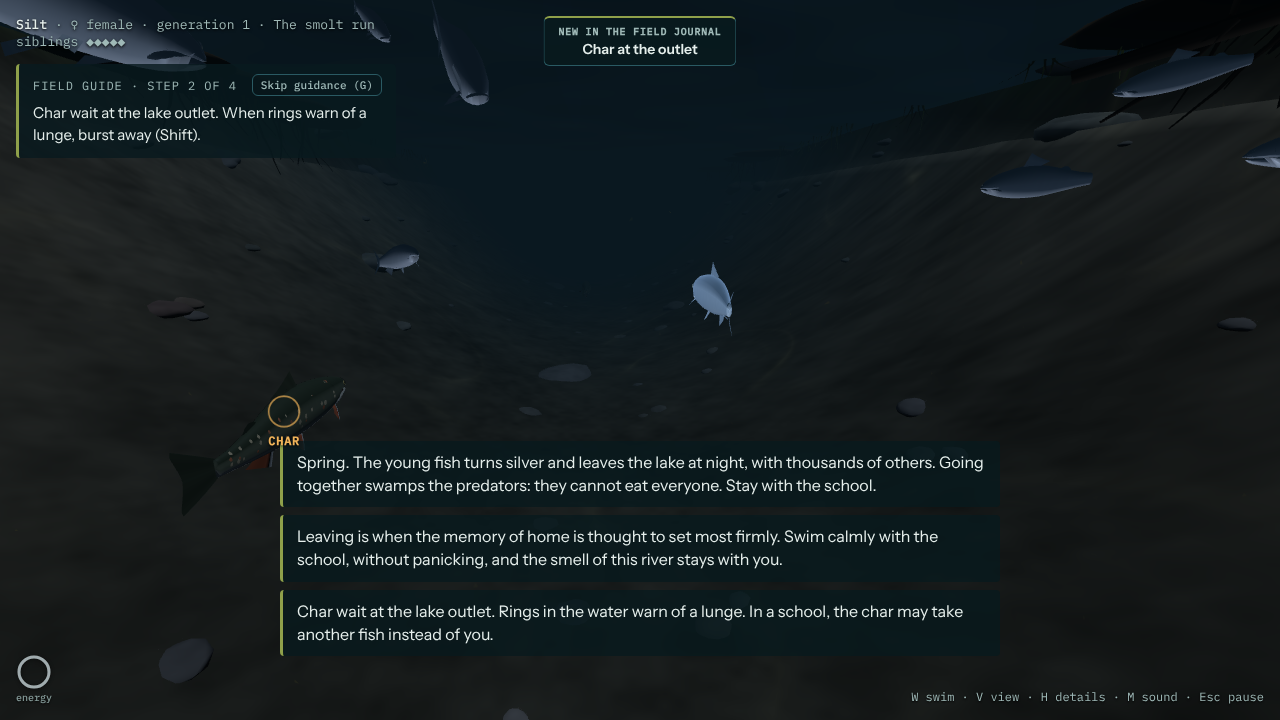 Silt · ♀ female · generation 1 · The smolt run
siblings ◆◆◆◆◆
NEW IN THE FIELD JOURNAL
Char at the outlet
FIELD GUIDE · STEP 2 OF 4
Skip guidance (G)
Char wait at the lake outlet. When rings warn of a
lunge, burst away (Shift).
CHAR
Spring. The young fish turns silver and leaves the lake at night, with thousands of others. Going
together swamps the predators: they cannot eat everyone. Stay with the school.
Leaving is when the memory of home is thought to set most firmly. Swim calmly with the
school, without panicking, and the smell of this river stays with you.
Char wait at the lake outlet. Rings in the water warn of a lunge. In a school, the char may take
another fish instead of you.
energy
W swim · V view · H details · M sound · Esc pause